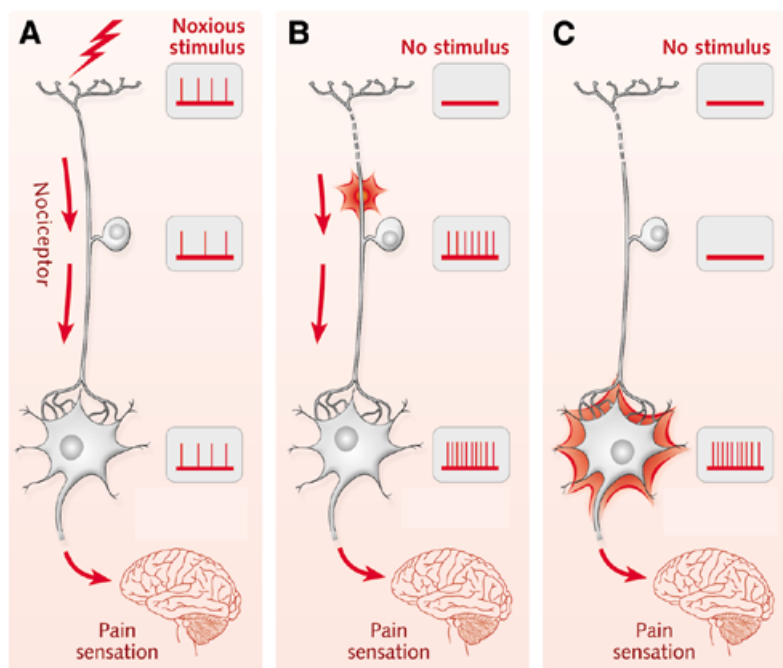 A
Noxious
stimulus
Nociceptor
Pain
sensation
B
No stimulus
Pain
sensation
C
No stimulus
Pain
sensation